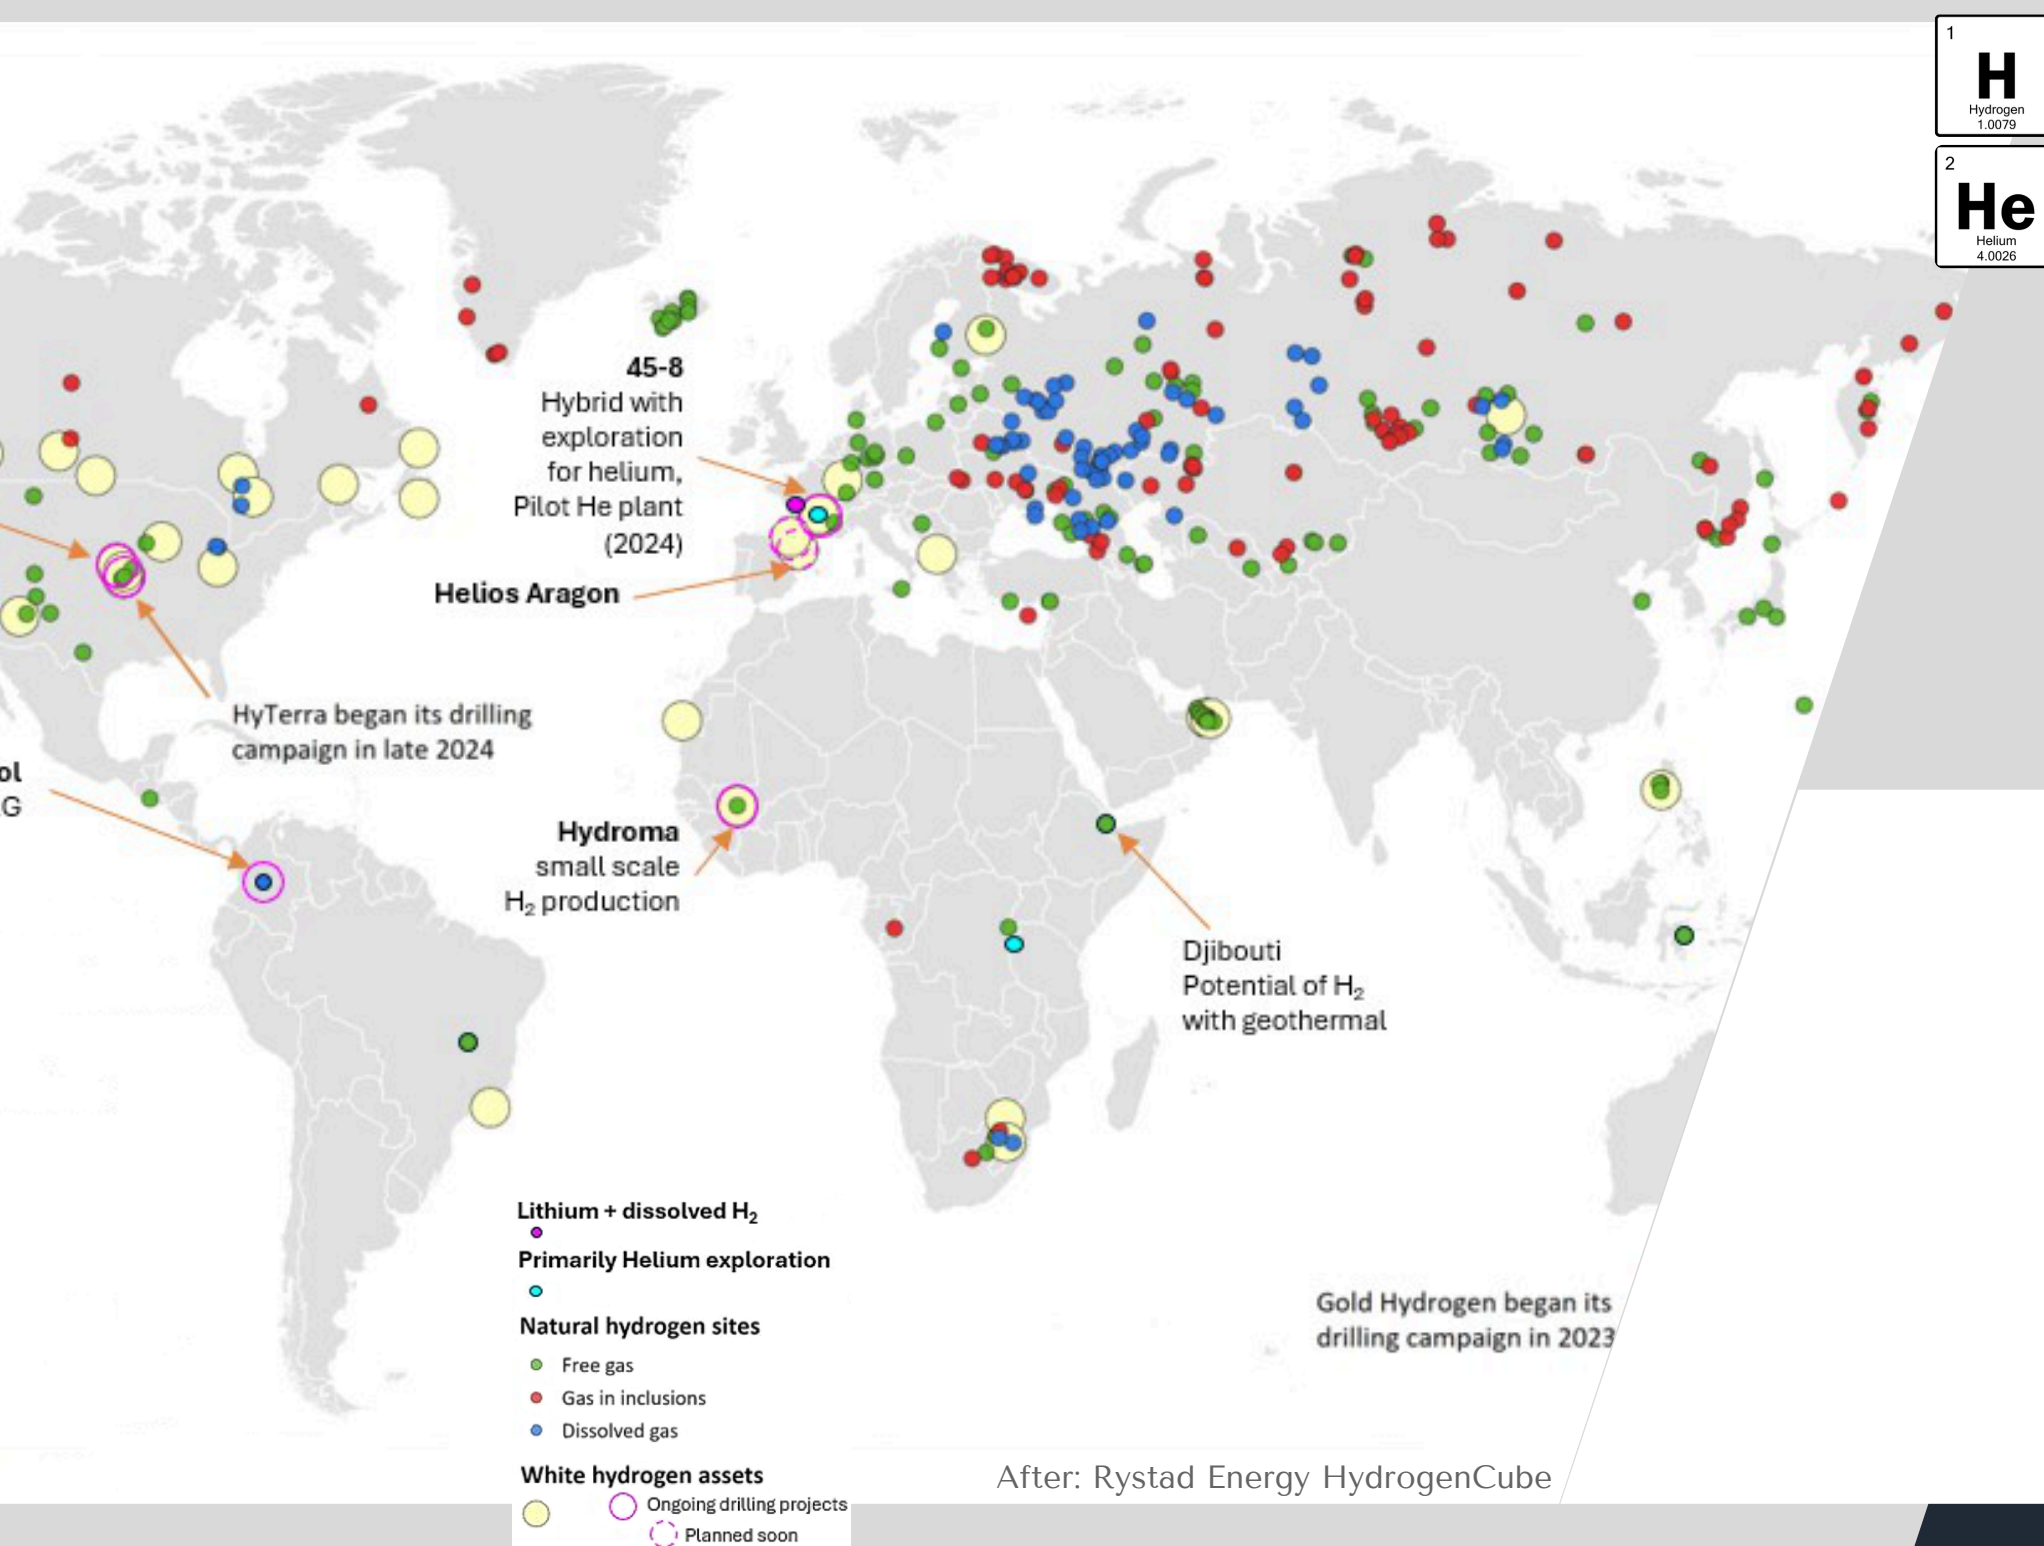 1
H
Hydrogen
1.0079
2
He
Helium
4.0026
45-8
Hybrid with
exploration
for helium,
Pilot He plant
(2024)
Helios Aragon
HyTerra began its drilling
campaign in late 2024
ol
G
Hydroma
small scale
H₂ production
Djibouti
Potential of H₂
with geothermal
Lithium + dissolved H₂
Primarily Helium exploration
Natural hydrogen sites
Free gas
Gas in inclusions
Dissolved gas
White hydrogen assets
Ongoing drilling projects
Planned soon
Gold Hydrogen began its
drilling campaign in 2023
After: Rystad Energy HydrogenCube